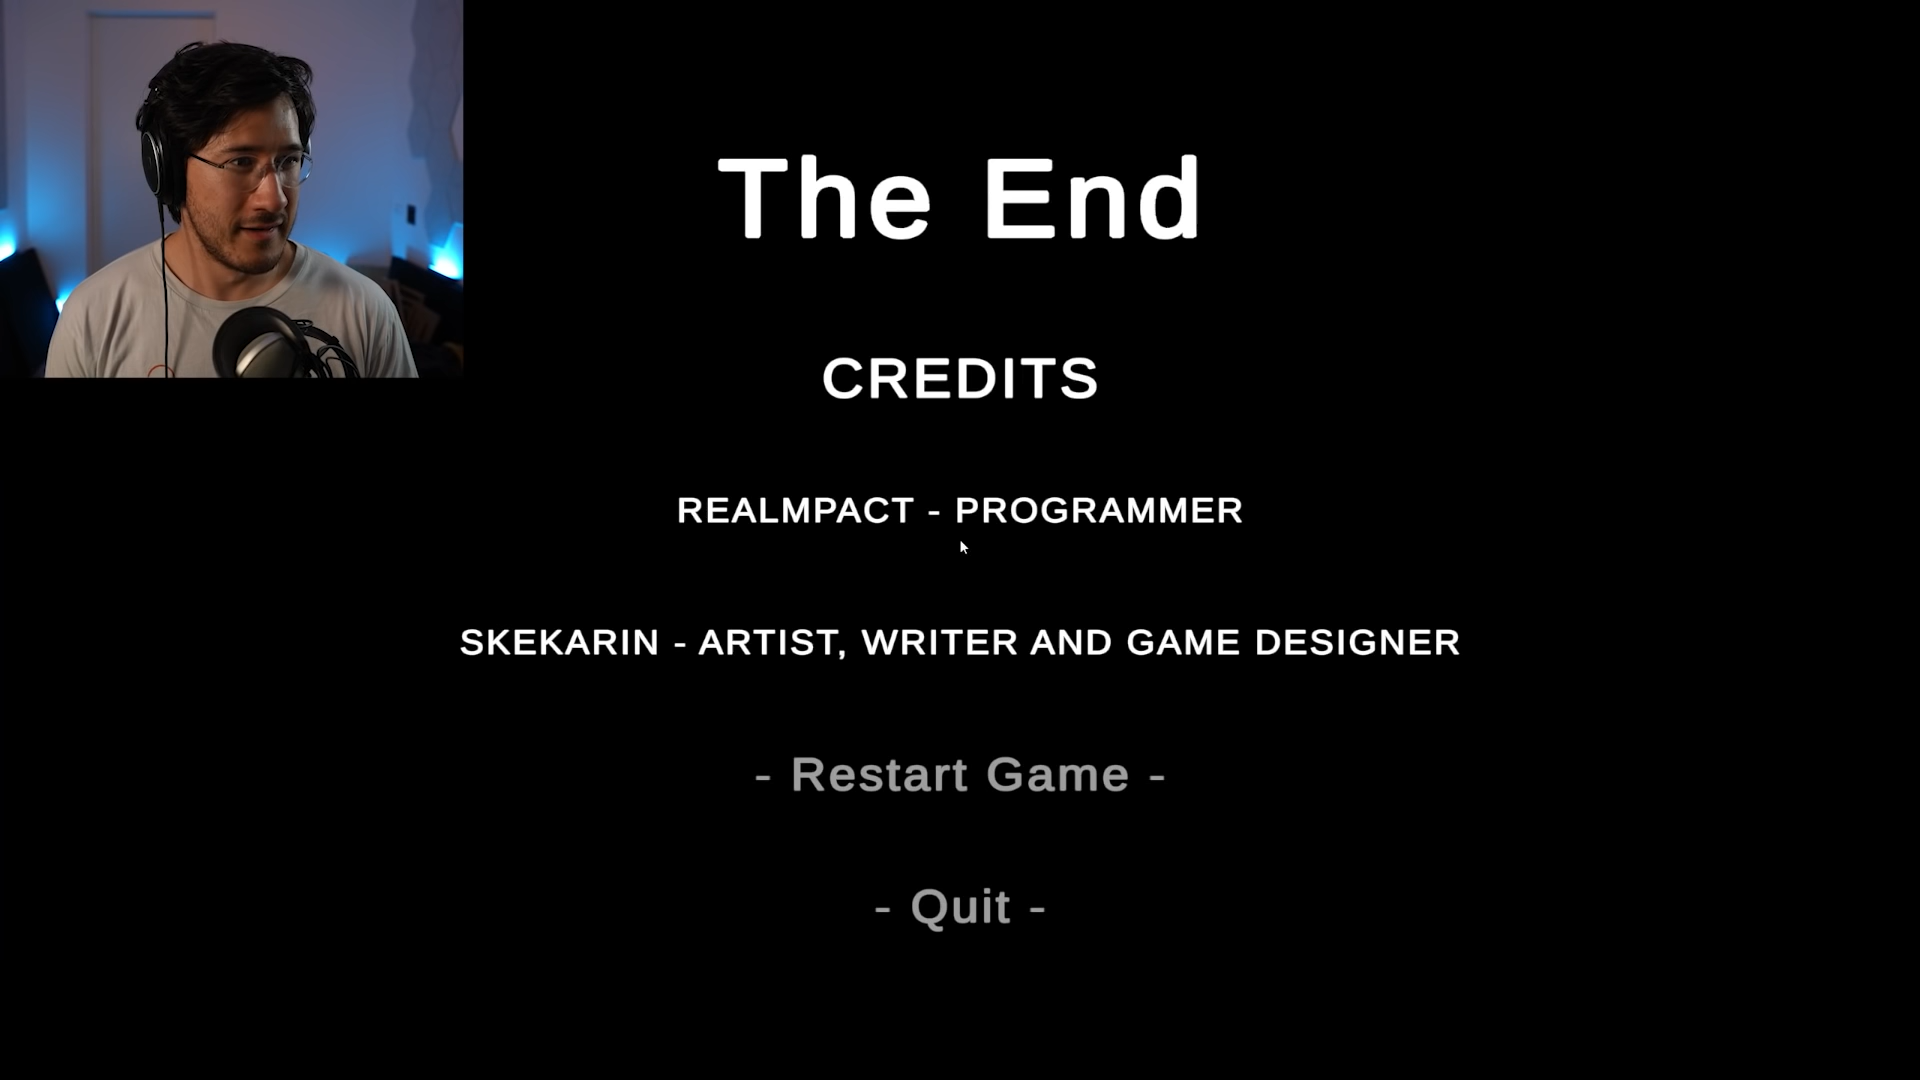 The End
CREDITS
REALMPACT - PROGRAMMER
SKEKARIN - ARTIST, WRITER AND GAME DESIGNER
- Restart Game -
- Quit -